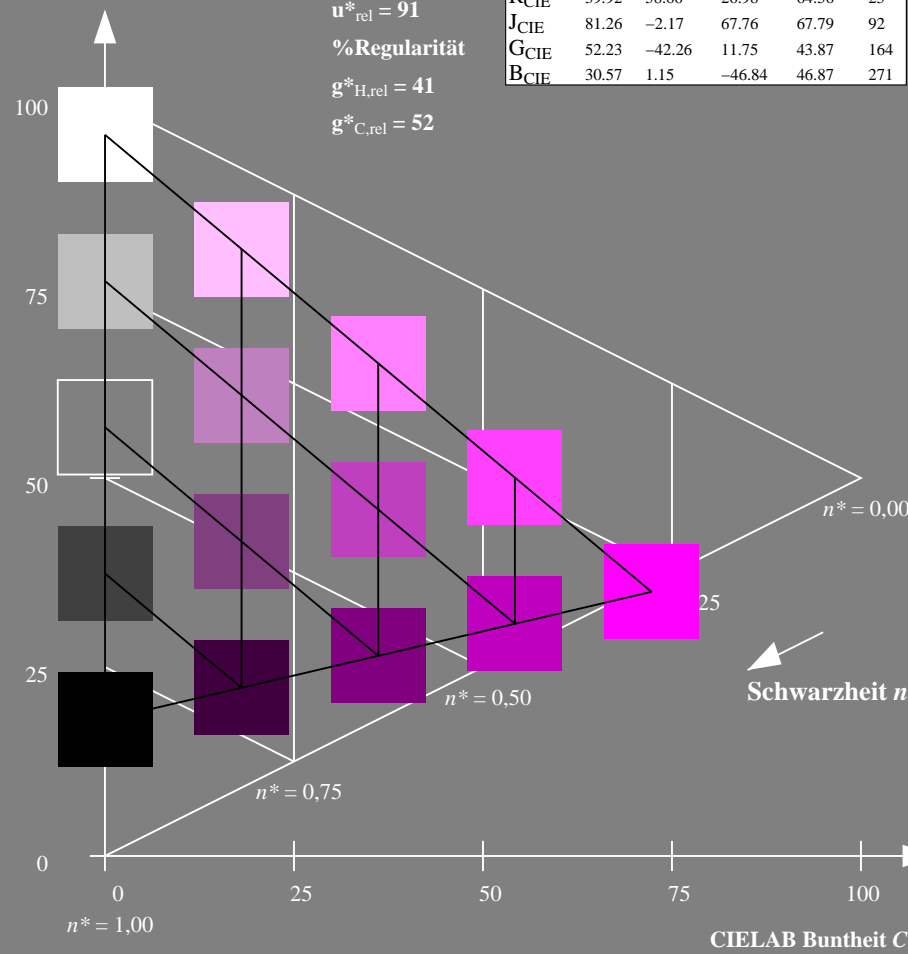 u*rel = 91
%Regularität
g*H,rel = 41
g*C,rel = 52
JCIE 81.26 −2.17 67.76 67.79 92
GCIE 52.23 −42.26 11.75 43.87 164
BCIE 30.57 1.15 −46.84 46.87 271
100
75
50
n* = 0,00
25
25
Schwarzheit n
n* = 0,50
n* = 0,75
0
0 25 50 75 100
n* = 1,00
CIELAB Buntheit C